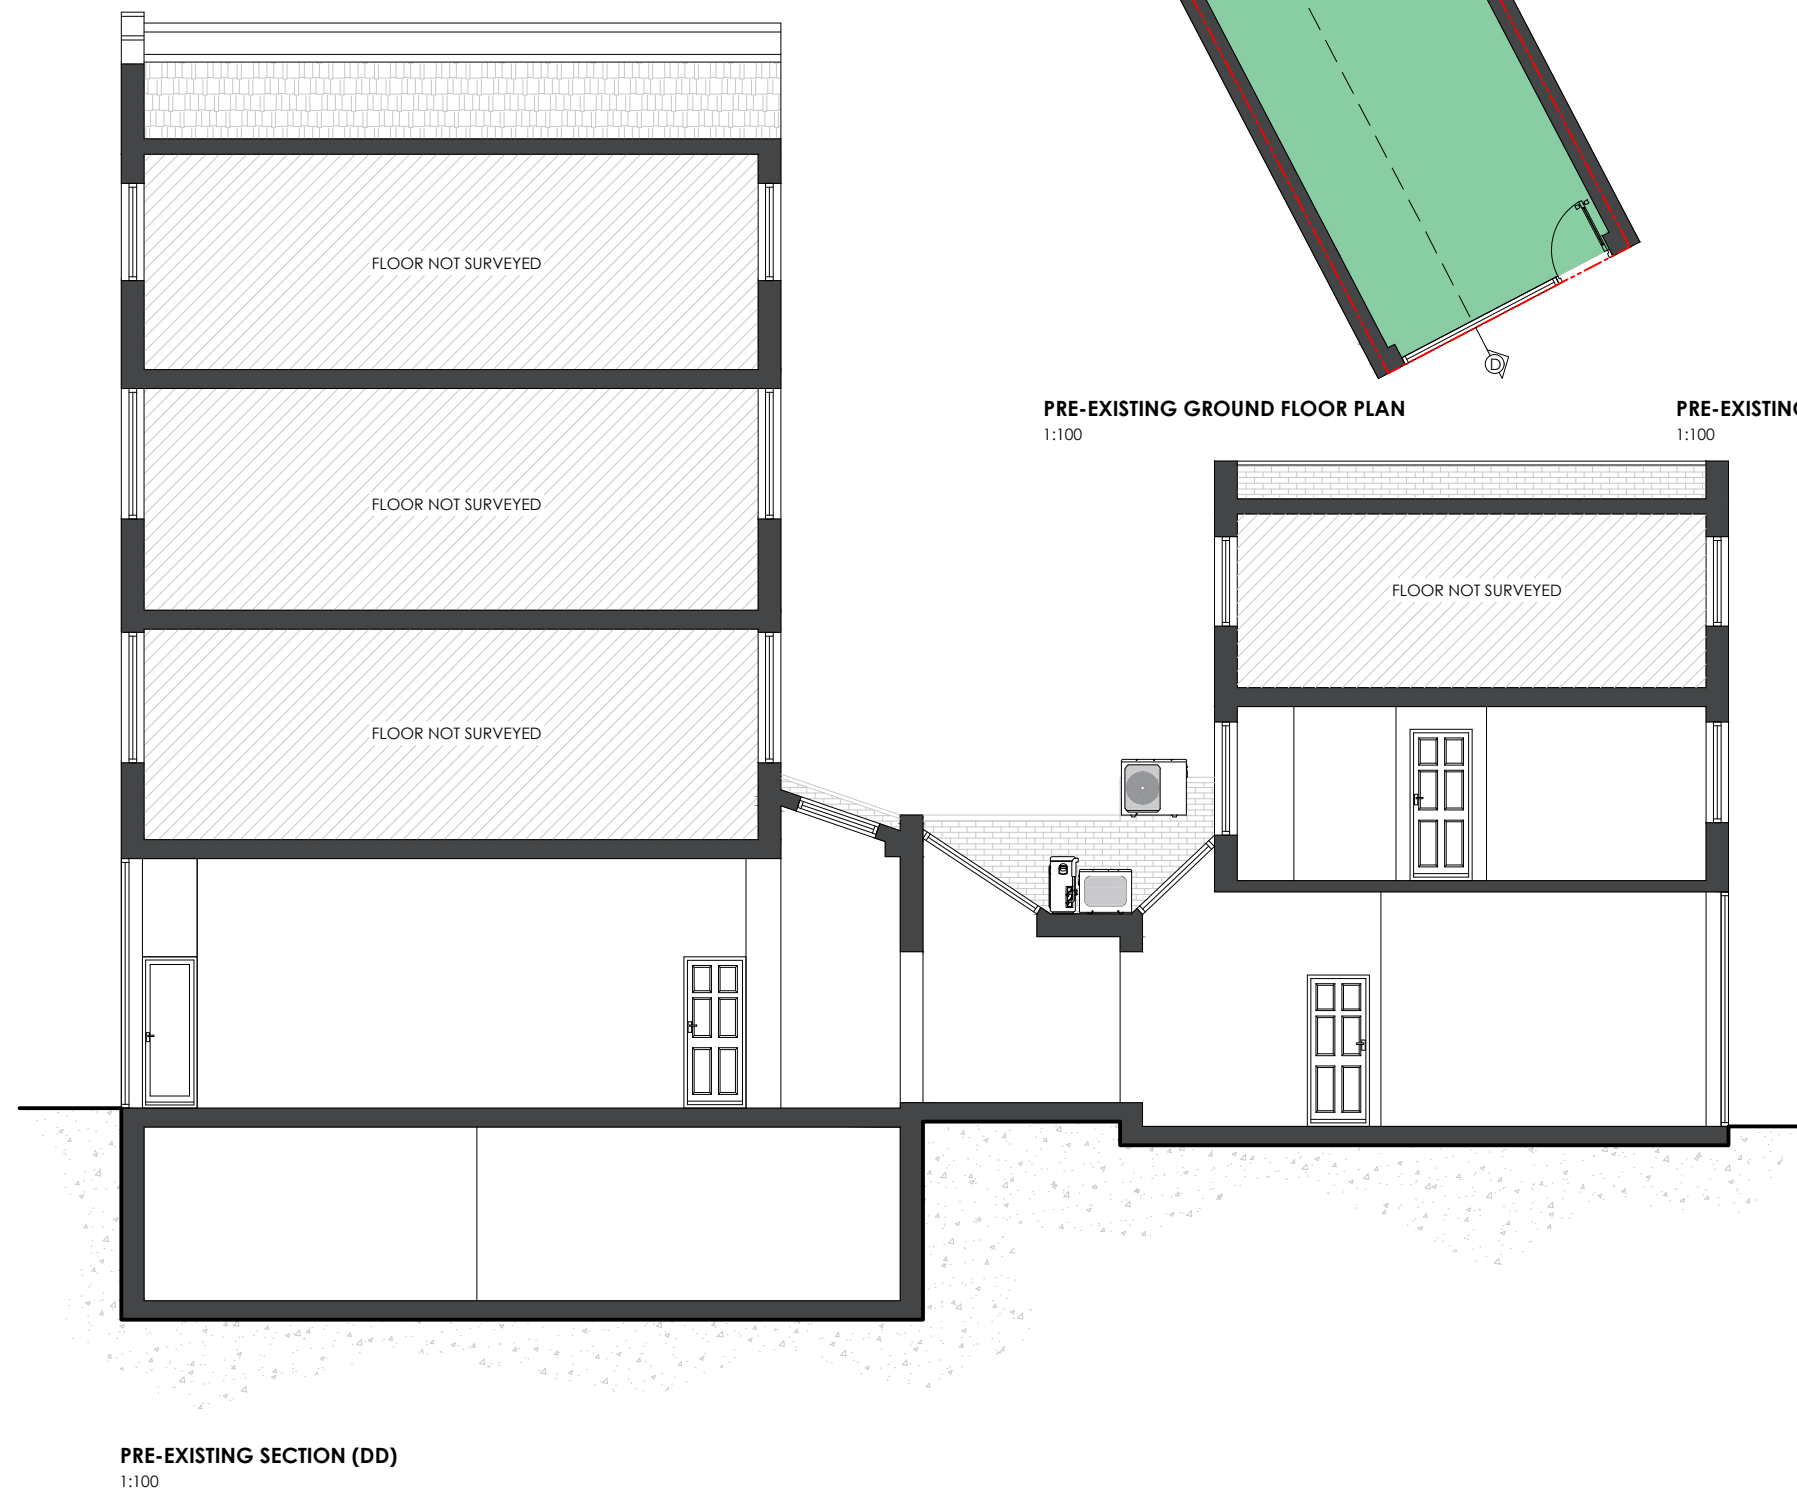 FLOOR NOT SURVEYED
FLOOR NOT SURVEYED
FLOOR NOT SURVEYED
D
PRE-EXISTING GROUND FLOOR PLAN
1:100
PRE-EXISTING
1:100
FLOOR NOT SURVEYED
PRE-EXISTING SECTION (DD)
1:100